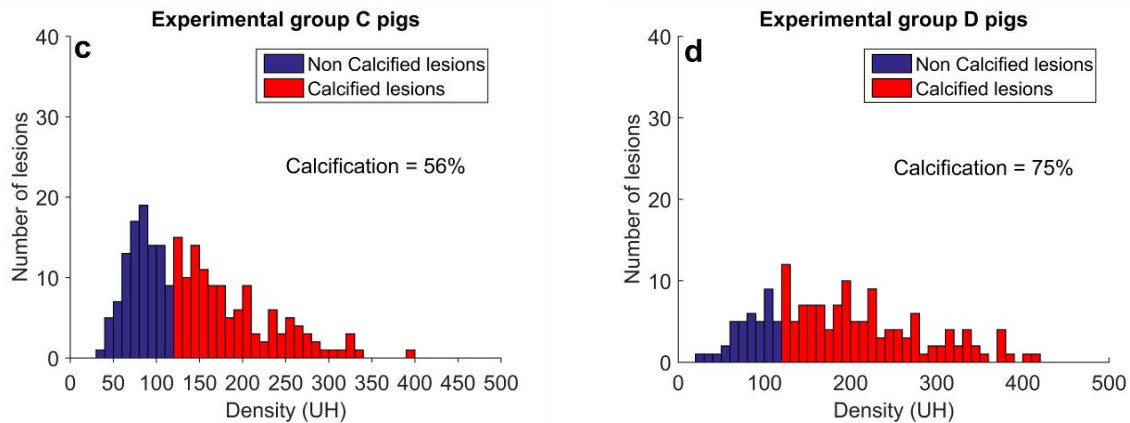 Experimental group C pigs
c
Non Calcified lesions
Calcified lesions
Calcification = 56%
Number of lesions
40
30
20
10
0
0 50 100 150 200 250 300 350 400 450 500
Density (UH)
Experimental group D pigs
d
Non Calcified lesions
Calcified lesions
Calcification = 75%
Number of lesions
40
30
20
10
0
0 100 200 300 400 500
Density (UH)